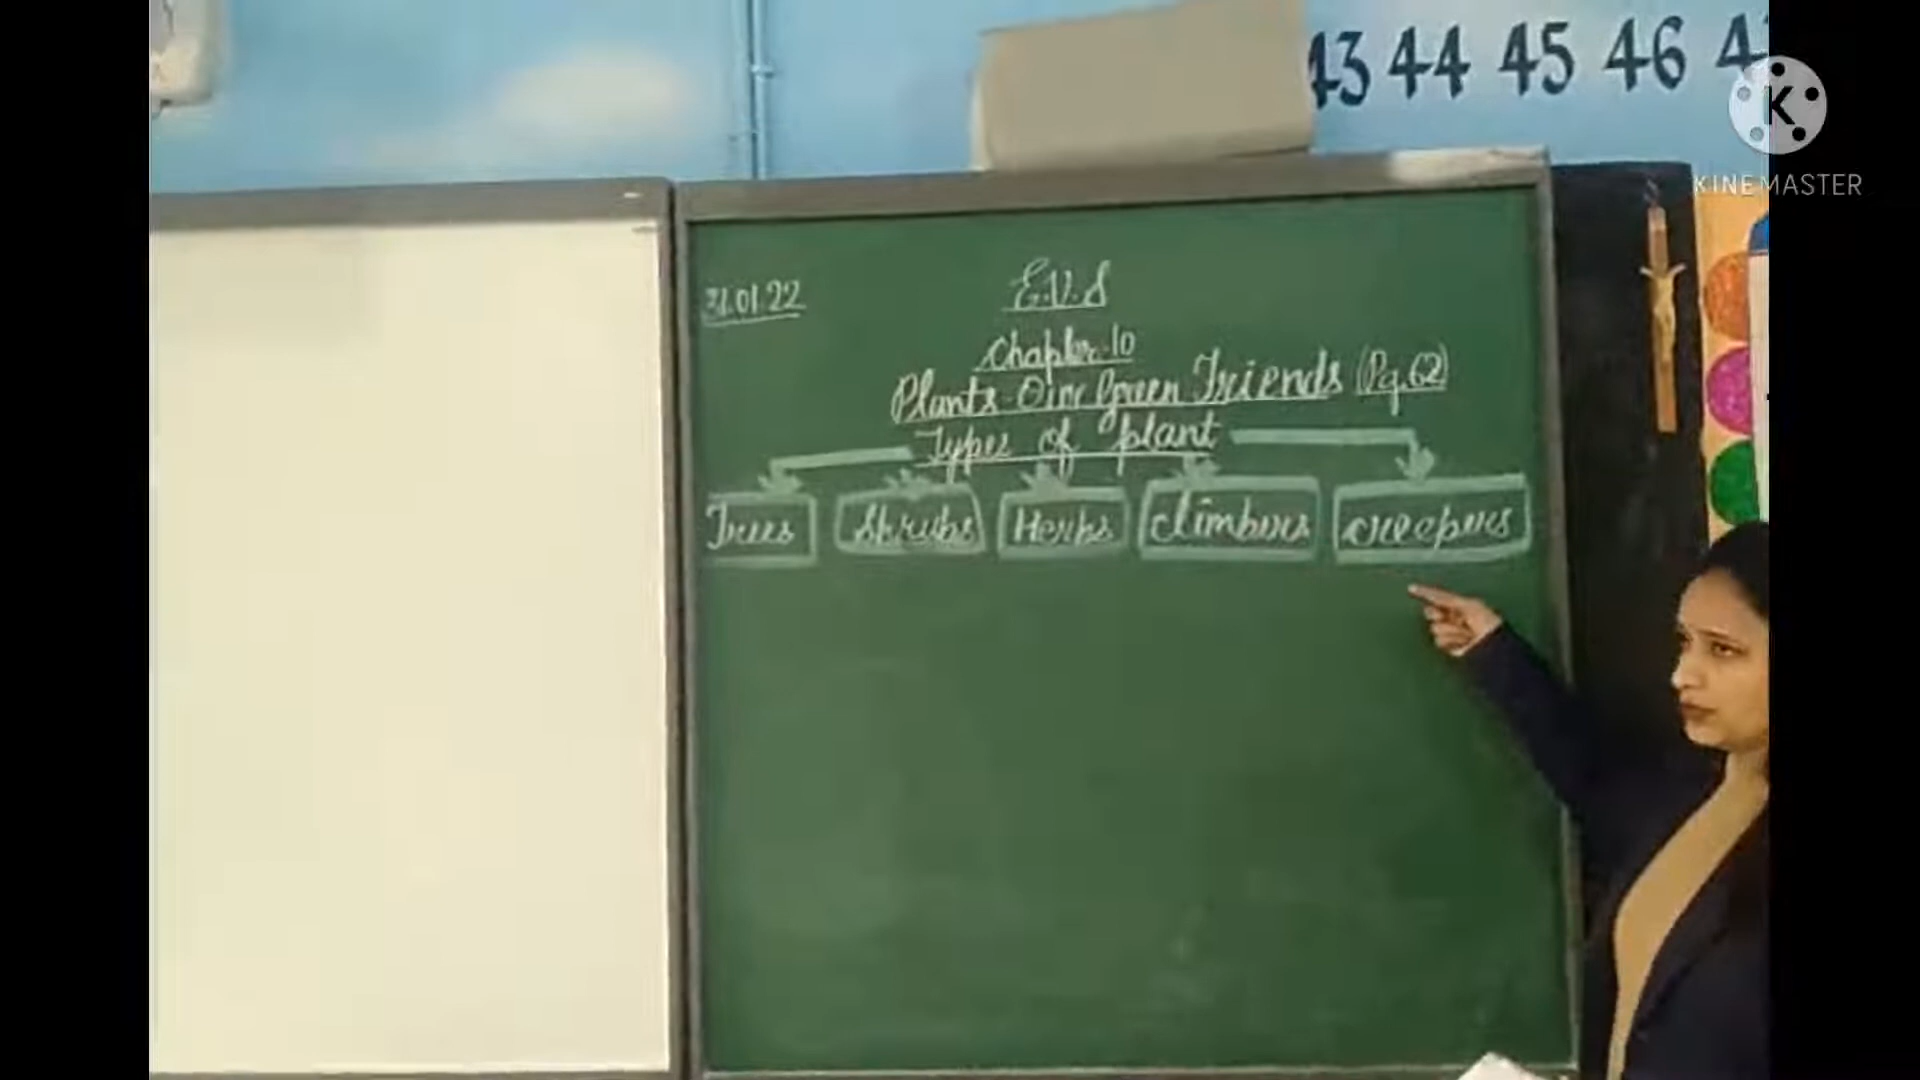 43 44 45 46
K
KINEMASTER
31.01.22
E.V.S
Chapter-10
Plants-Our Green Friends (Pg.62)
Types of plant
Trees Shrubs Herbs climbers creepers